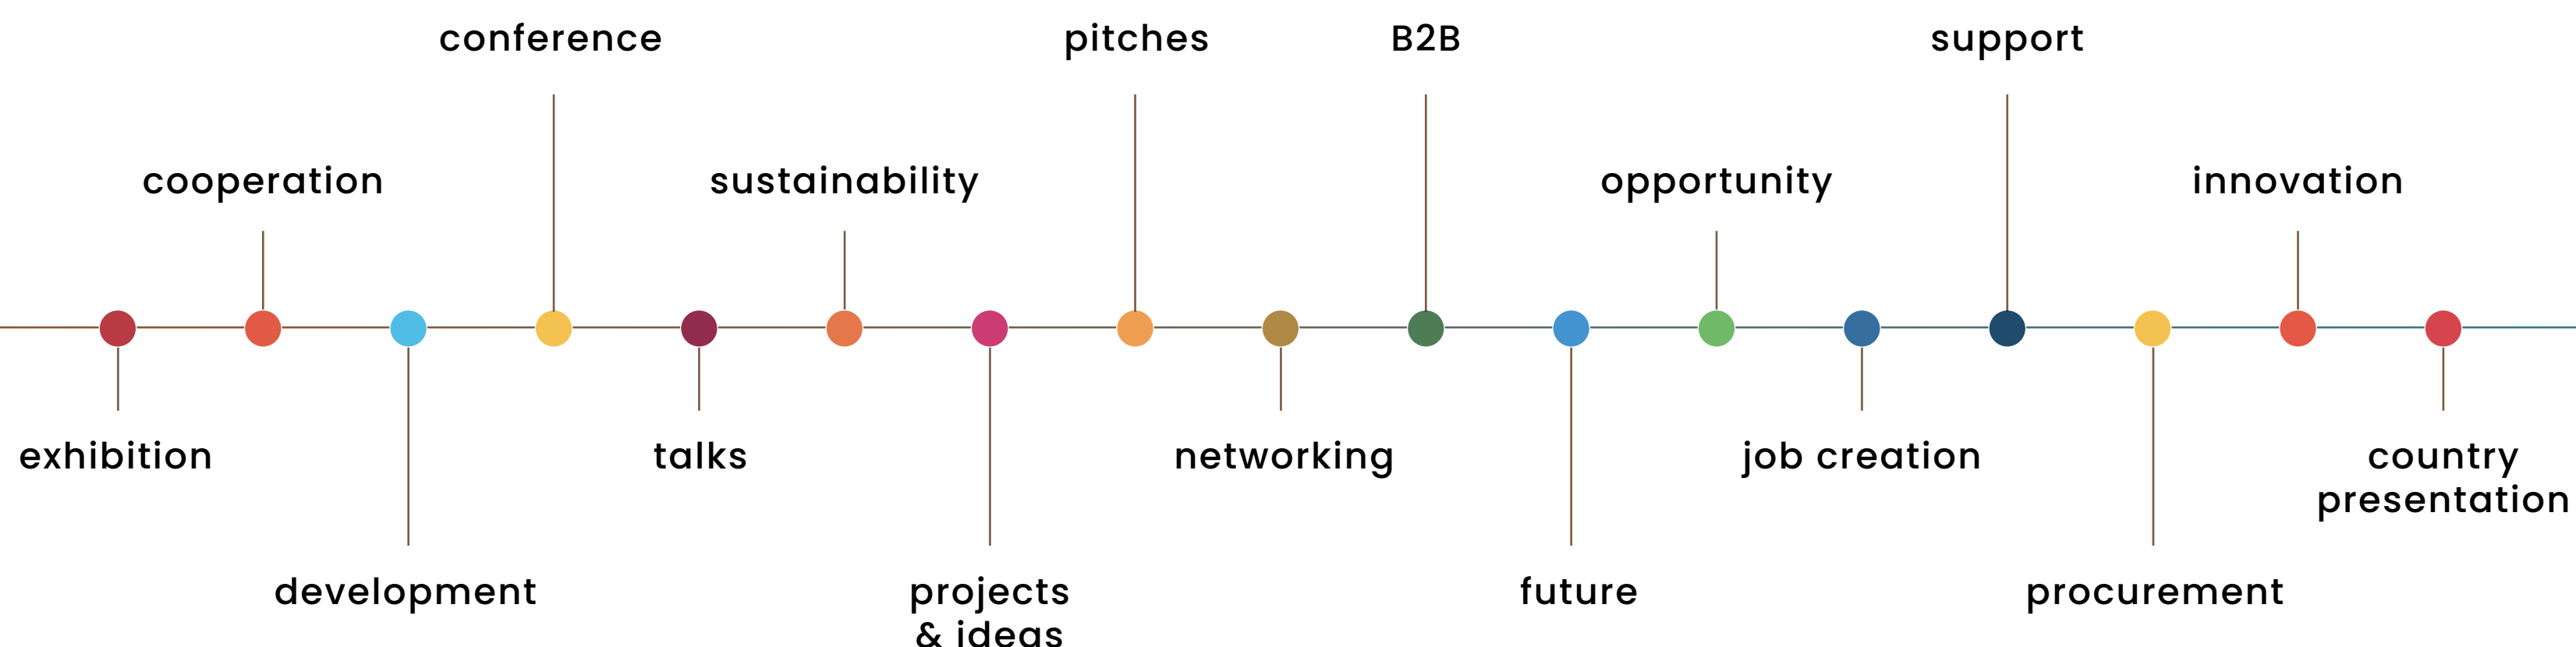 conference
pitches
B2B
support
cooperation
sustainability
opportunity
innovation
exhibition
talks
networking
job creation
country
presentation
development
projects
& ideas
future
procurement